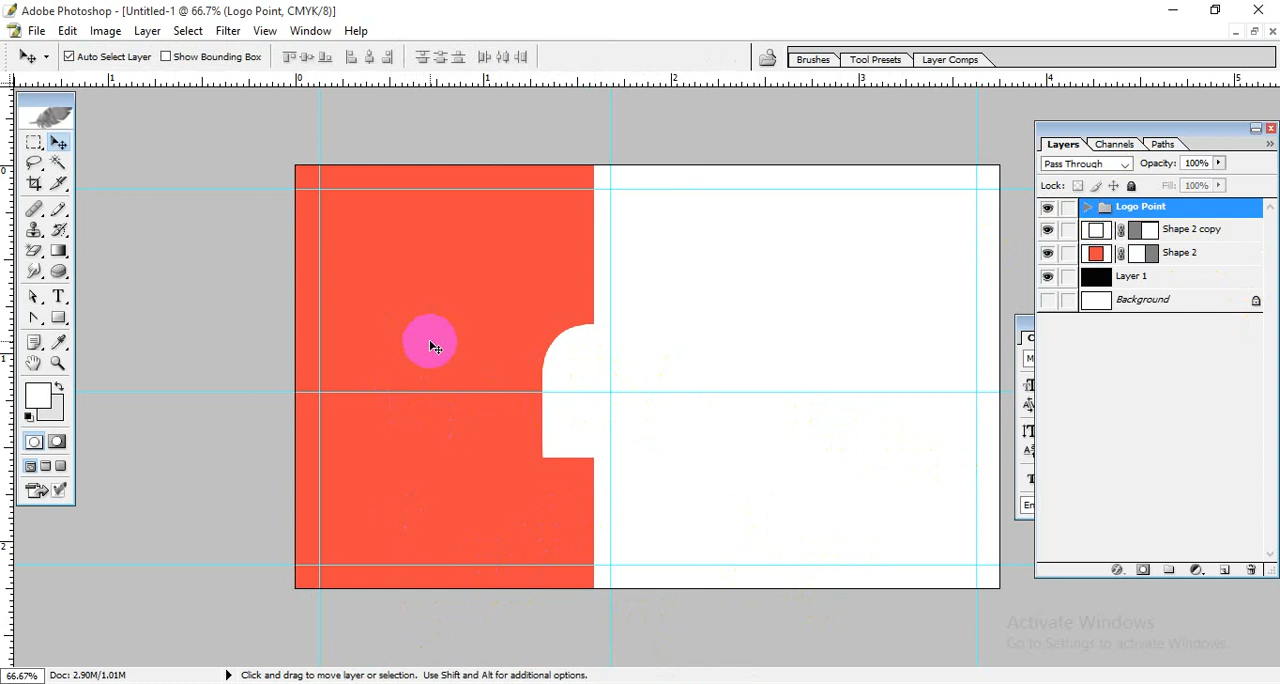 Adobe Photoshop - [Untitled-1 @ 66.7% (Logo Point, CMYK/8)]
File Edit Image Layer Select Filter View Window Help
Auto Select Layer Show Bounding Box
Brushes Tool Presets Layer Comps
1 0 1 2 3 4 5
0
1
2
Layers Channels Paths
Pass Through Opacity: 100%
Lock: Fill: 100%
Logo Point
Shape 2 copy
Shape 2
Layer 1
Background
T
Activate Windows
Go to Settings to activate Windows.
66.67% Doc: 2.90M/1.01M Click and drag to move layer or selection. Use Shift and Alt for additional options.